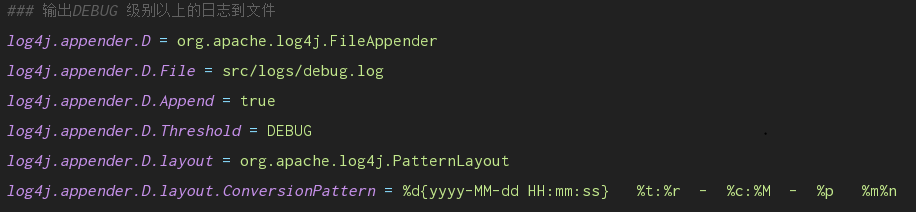 ### 输出DEBUG 级别以上的日志到文件
log4j.appender.D = org.apache.log4j.FileAppender
log4j.appender.D.File = src/logs/debug.log
log4j.appender.D.Append = true
log4j.appender.D.Threshold = DEBUG
log4j.appender.D.layout = org.apache.log4j.PatternLayout
log4j.appender.D.layout.ConversionPattern = %d{yyyy-MM-dd HH:mm:ss}   %t:%r  -  %c:%M  -  %p   %m%n